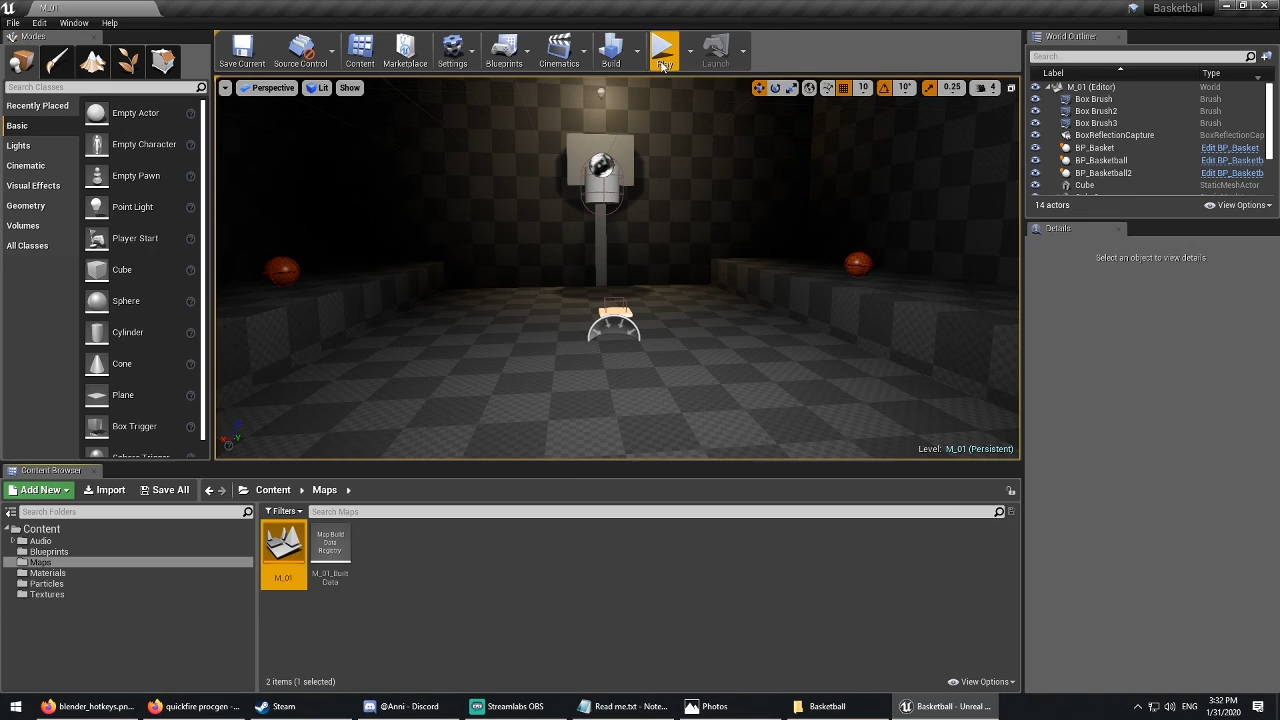 M_01
Basketball
File Edit Window Help
Modes
Save Current
Source Control
Content
Marketplace
Settings
Blueprints
Cinematics
Build
Play
Launch
World Outliner
Search Classes
Recently Placed
Basic
Lights
Cinematic
Visual Effects
Geometry
Volumes
All Classes
Empty Actor
Empty Character
Empty Pawn
Point Light
Player Start
Cube
Sphere
Cylinder
Cone
Plane
Box Trigger
Perspective
Lit
Show
10
10°
0.25
4
Level: M_01 (Persistent)
Search
Label Type
M_01 (Editor) World
Box Brush Brush
Box Brush2 Brush
Box Brush3 Brush
BoxReflectionCapture BoxReflectionCap
BP_Basket Edit BP_Basket
BP_Basketball Edit BP_Basketb
BP_Basketball2 Edit BP_Basketb
Cube StaticMeshActor
14 actors
View Options
Details
Select an object to view details
Content Browser
Add New Import Save All Content Maps
Search Folders
Filters Search Maps
Content
Audio
Blueprints
Maps
Materials
Particles
Textures
M_01
Map Build
Data
Registry
M_01_Built
Data
2 items (1 selected)
View Options
blender_hotkeys.pn...
quickfire procgen - ...
Steam
@Anni - Discord
Streamlabs OBS
Read me.txt - Note...
Photos
Basketball
Basketball - Unreal ...
3:32 PM
1/31/2020